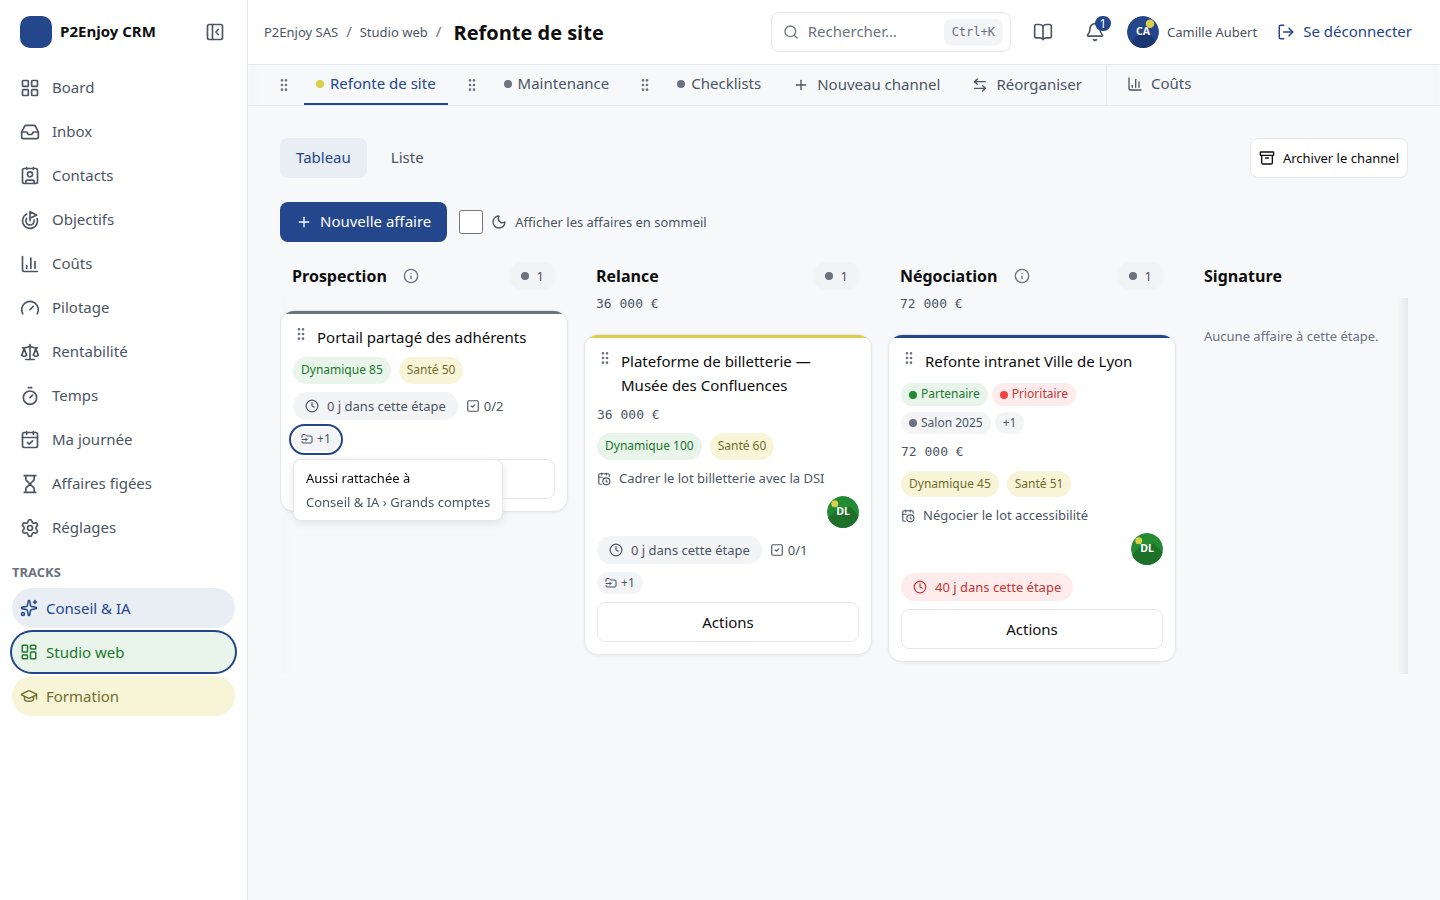 P2Enjoy CRM
Board
Inbox
Contacts
Objectifs
Coûts
Pilotage
Rentabilité
Temps
Ma journée
Affaires figées
Réglages
TRACKS
Conseil & IA
Studio web
Formation
P2Enjoy SAS / Studio web / Refonte de site
Rechercher... Ctrl+K
1
CA Camille Aubert
Se déconnecter
Refonte de site
Maintenance
Checklists
Nouveau channel
Réorganiser
Coûts
Tableau
Liste
Archiver le channel
Nouvelle affaire
Afficher les affaires en sommeil
Prospection 1
Portail partagé des adhérents
Dynamique 85 Santé 50
0 j dans cette étape 0/2
+1
Aussi rattachée à
Conseil & IA › Grands comptes
Relance 1
36 000 €
Plateforme de billetterie —
Musée des Confluences
36 000 €
Dynamique 100 Santé 60
Cadrer le lot billetterie avec la DSI
DL
0 j dans cette étape 0/1
+1
Actions
Négociation 1
72 000 €
Refonte intranet Ville de Lyon
Partenaire Prioritaire
Salon 2025 +1
72 000 €
Dynamique 45 Santé 51
Négocier le lot accessibilité
DL
40 j dans cette étape
Actions
Signature
Aucune affaire à cette étape.